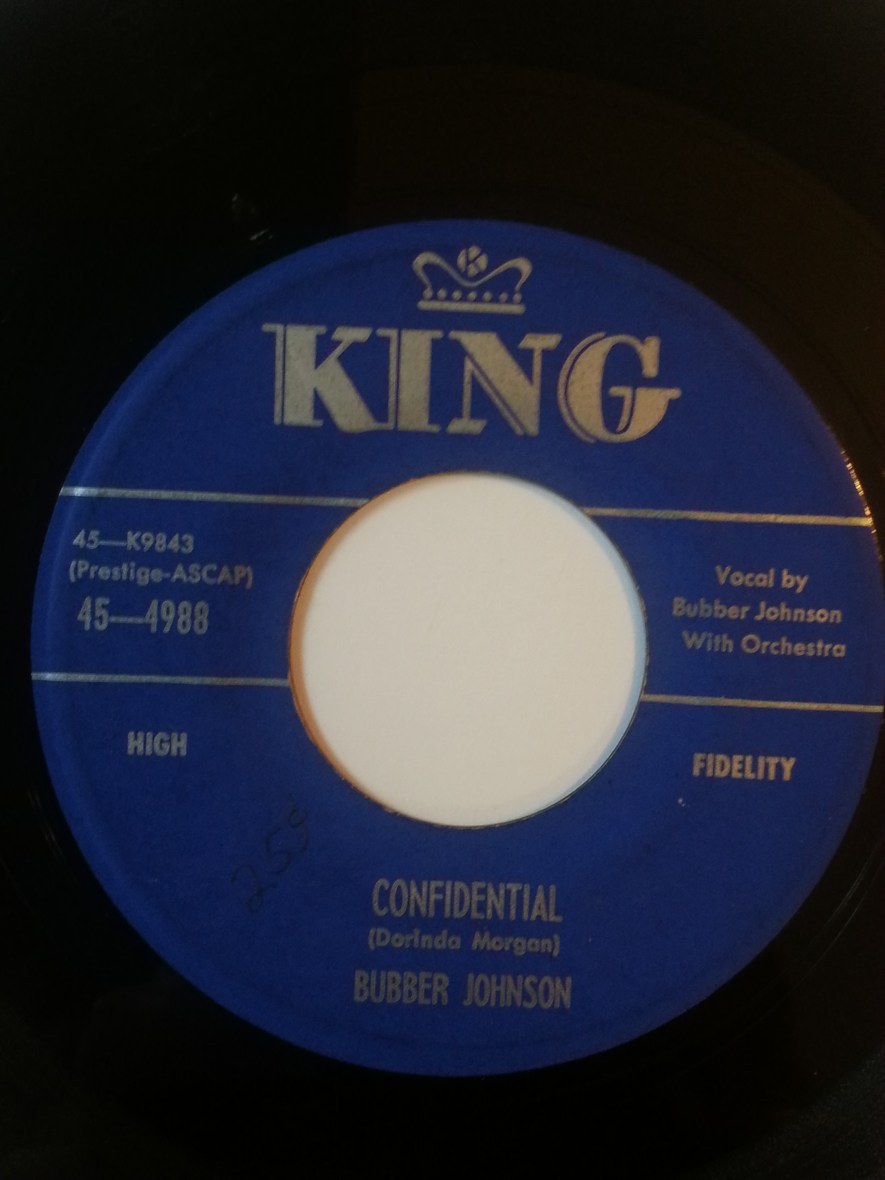 K
KING
45—K9843
(Prestige-ASCAP)
45—4988
Vocal by
Bubber Johnson
With Orchestra
HIGH
FIDELITY
25¢
CONFIDENTIAL
(Dorinda Morgan)
BUBBER JOHNSON